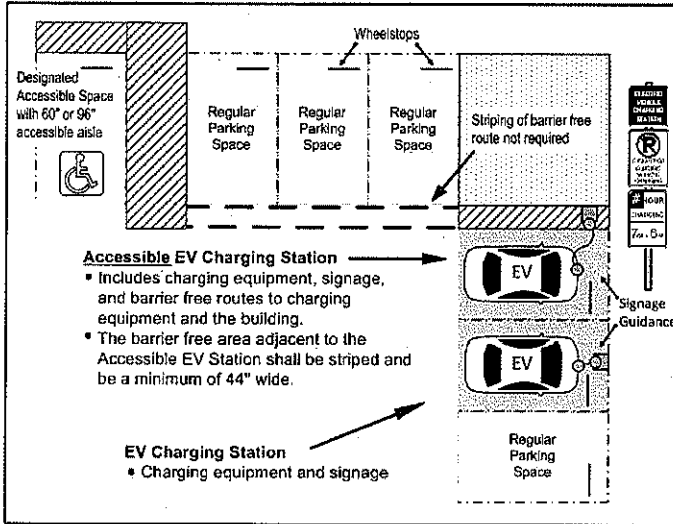 Wheelstops
Designated
Accessible Space
with 60" or 96"
accessible aisle
Regular
Parking
Space
Regular
Parking
Space
Regular
Parking
Space
Striping of barrier free
route not required
ELECTRIC
VEHICLE
CHARGING
STATION
P
# HOUR
CHARGING
Accessible EV Charging Station
• Includes charging equipment, signage,
and barrier free routes to charging
equipment and the building.
• The barrier free area adjacent to the
Accessible EV Station shall be striped and
be a minimum of 44" wide.
EV
Signage
Guidance
EV
EV Charging Station
• Charging equipment and signage
Regular
Parking
Space